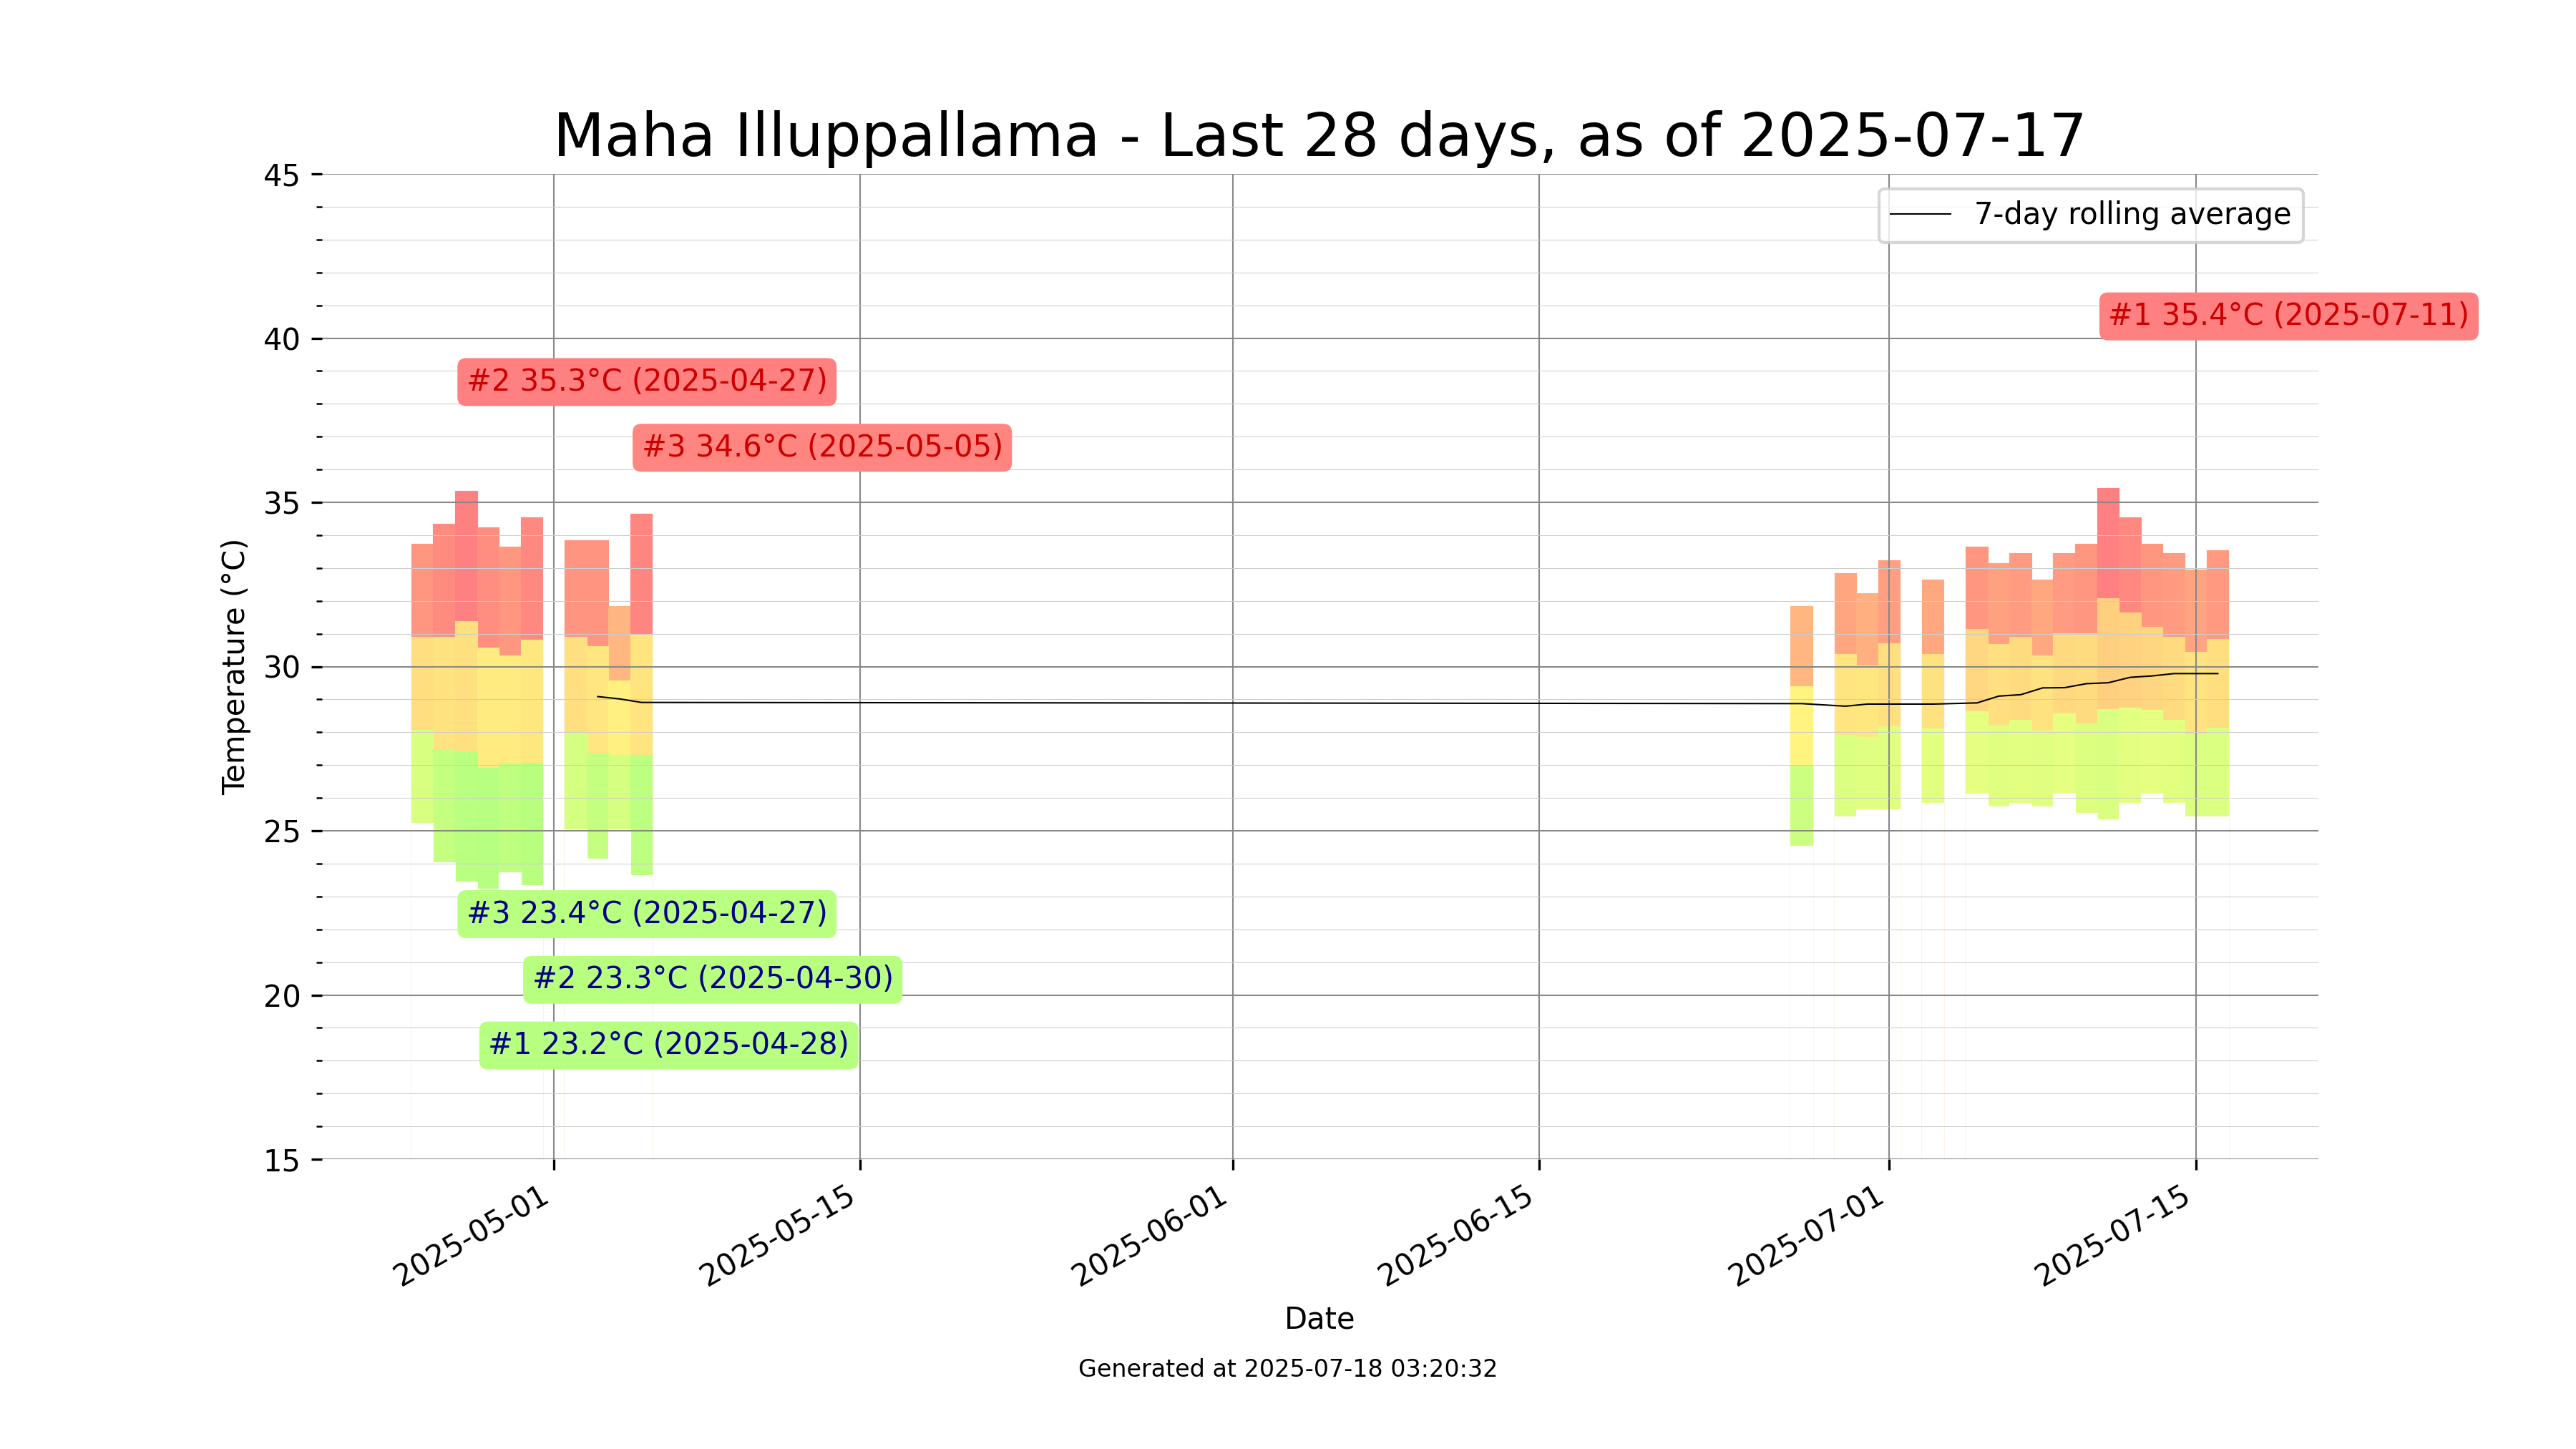 Maha Illuppallama - Last 28 days, as of 2025-07-17
7-day rolling average
#1 35.4°C (2025-07-11)
#2 35.3°C (2025-04-27)
#3 34.6°C (2025-05-05)
#3 23.4°C (2025-04-27)
#2 23.3°C (2025-04-30)
#1 23.2°C (2025-04-28)
Temperature (°C)
45
40
35
30
25
20
15
2025-05-01
2025-05-15
2025-06-01
2025-06-15
2025-07-01
2025-07-15
Date
Generated at 2025-07-18 03:20:32